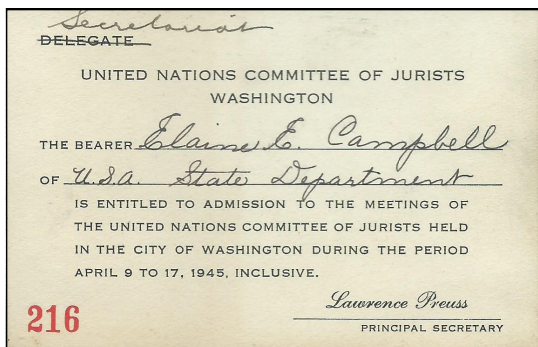 Secretariat
DELEGATE
UNITED NATIONS COMMITTEE OF JURISTS
WASHINGTON
THE BEARER Elaine E. Campbell
OF U.S.A. State Department
IS ENTITLED TO ADMISSION TO THE MEETINGS OF
THE UNITED NATIONS COMMITTEE OF JURISTS HELD
IN THE CITY OF WASHINGTON DURING THE PERIOD
APRIL 9 TO 17, 1945, INCLUSIVE.
Lawrence Preuss
216
PRINCIPAL SECRETARY